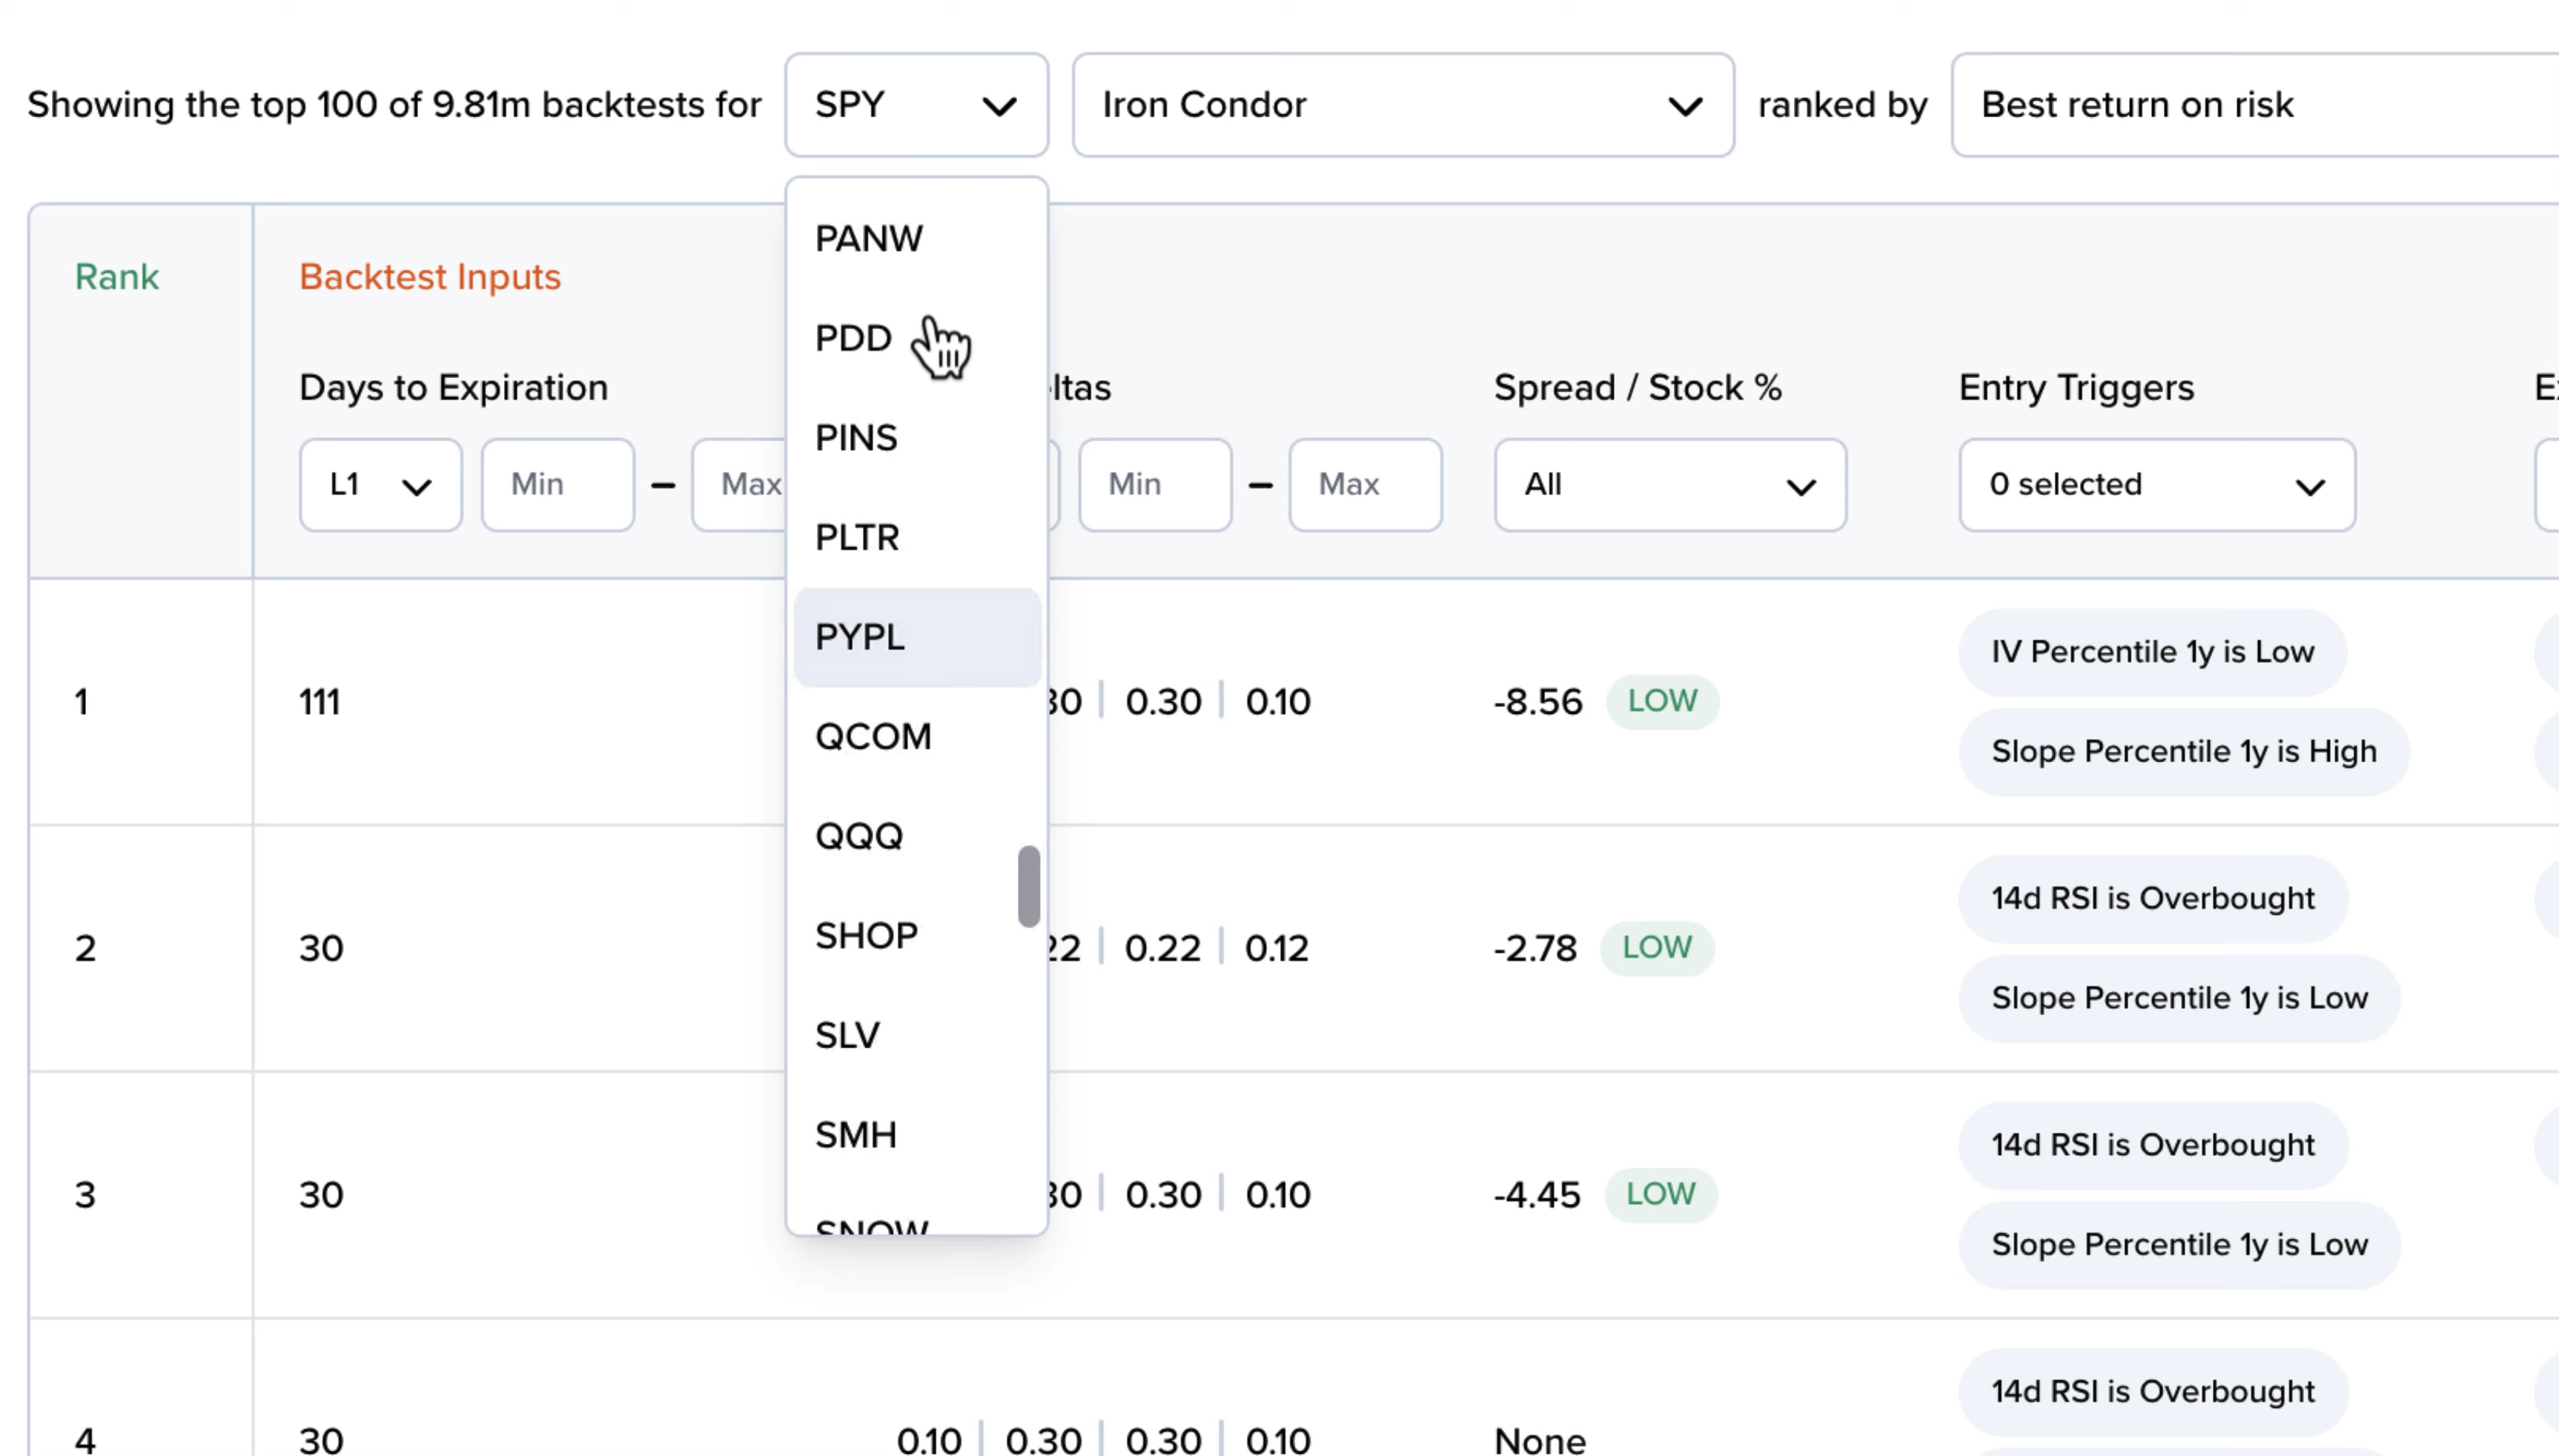 Showing the top 100 of 9.81m backtests for SPY Iron Condor ranked by Best return on risk
PANW
PDD
PINS
PLTR
PYPL
QCOM
QQQ
SHOP
SLV
SMH
SNOW
Rank
Backtest Inputs
Days to Expiration
Spread / Stock %
Entry Triggers
L1 Min – Max
Min – Max
All
0 selected
1 111 0.30 0.10 -8.56 LOW
IV Percentile 1y is Low
Slope Percentile 1y is High
2 30 0.22 0.12 -2.78 LOW
14d RSI is Overbought
Slope Percentile 1y is Low
3 30 0.30 0.10 -4.45 LOW
14d RSI is Overbought
Slope Percentile 1y is Low
4 30 0.10 0.30 0.30 0.10 None
14d RSI is Overbought